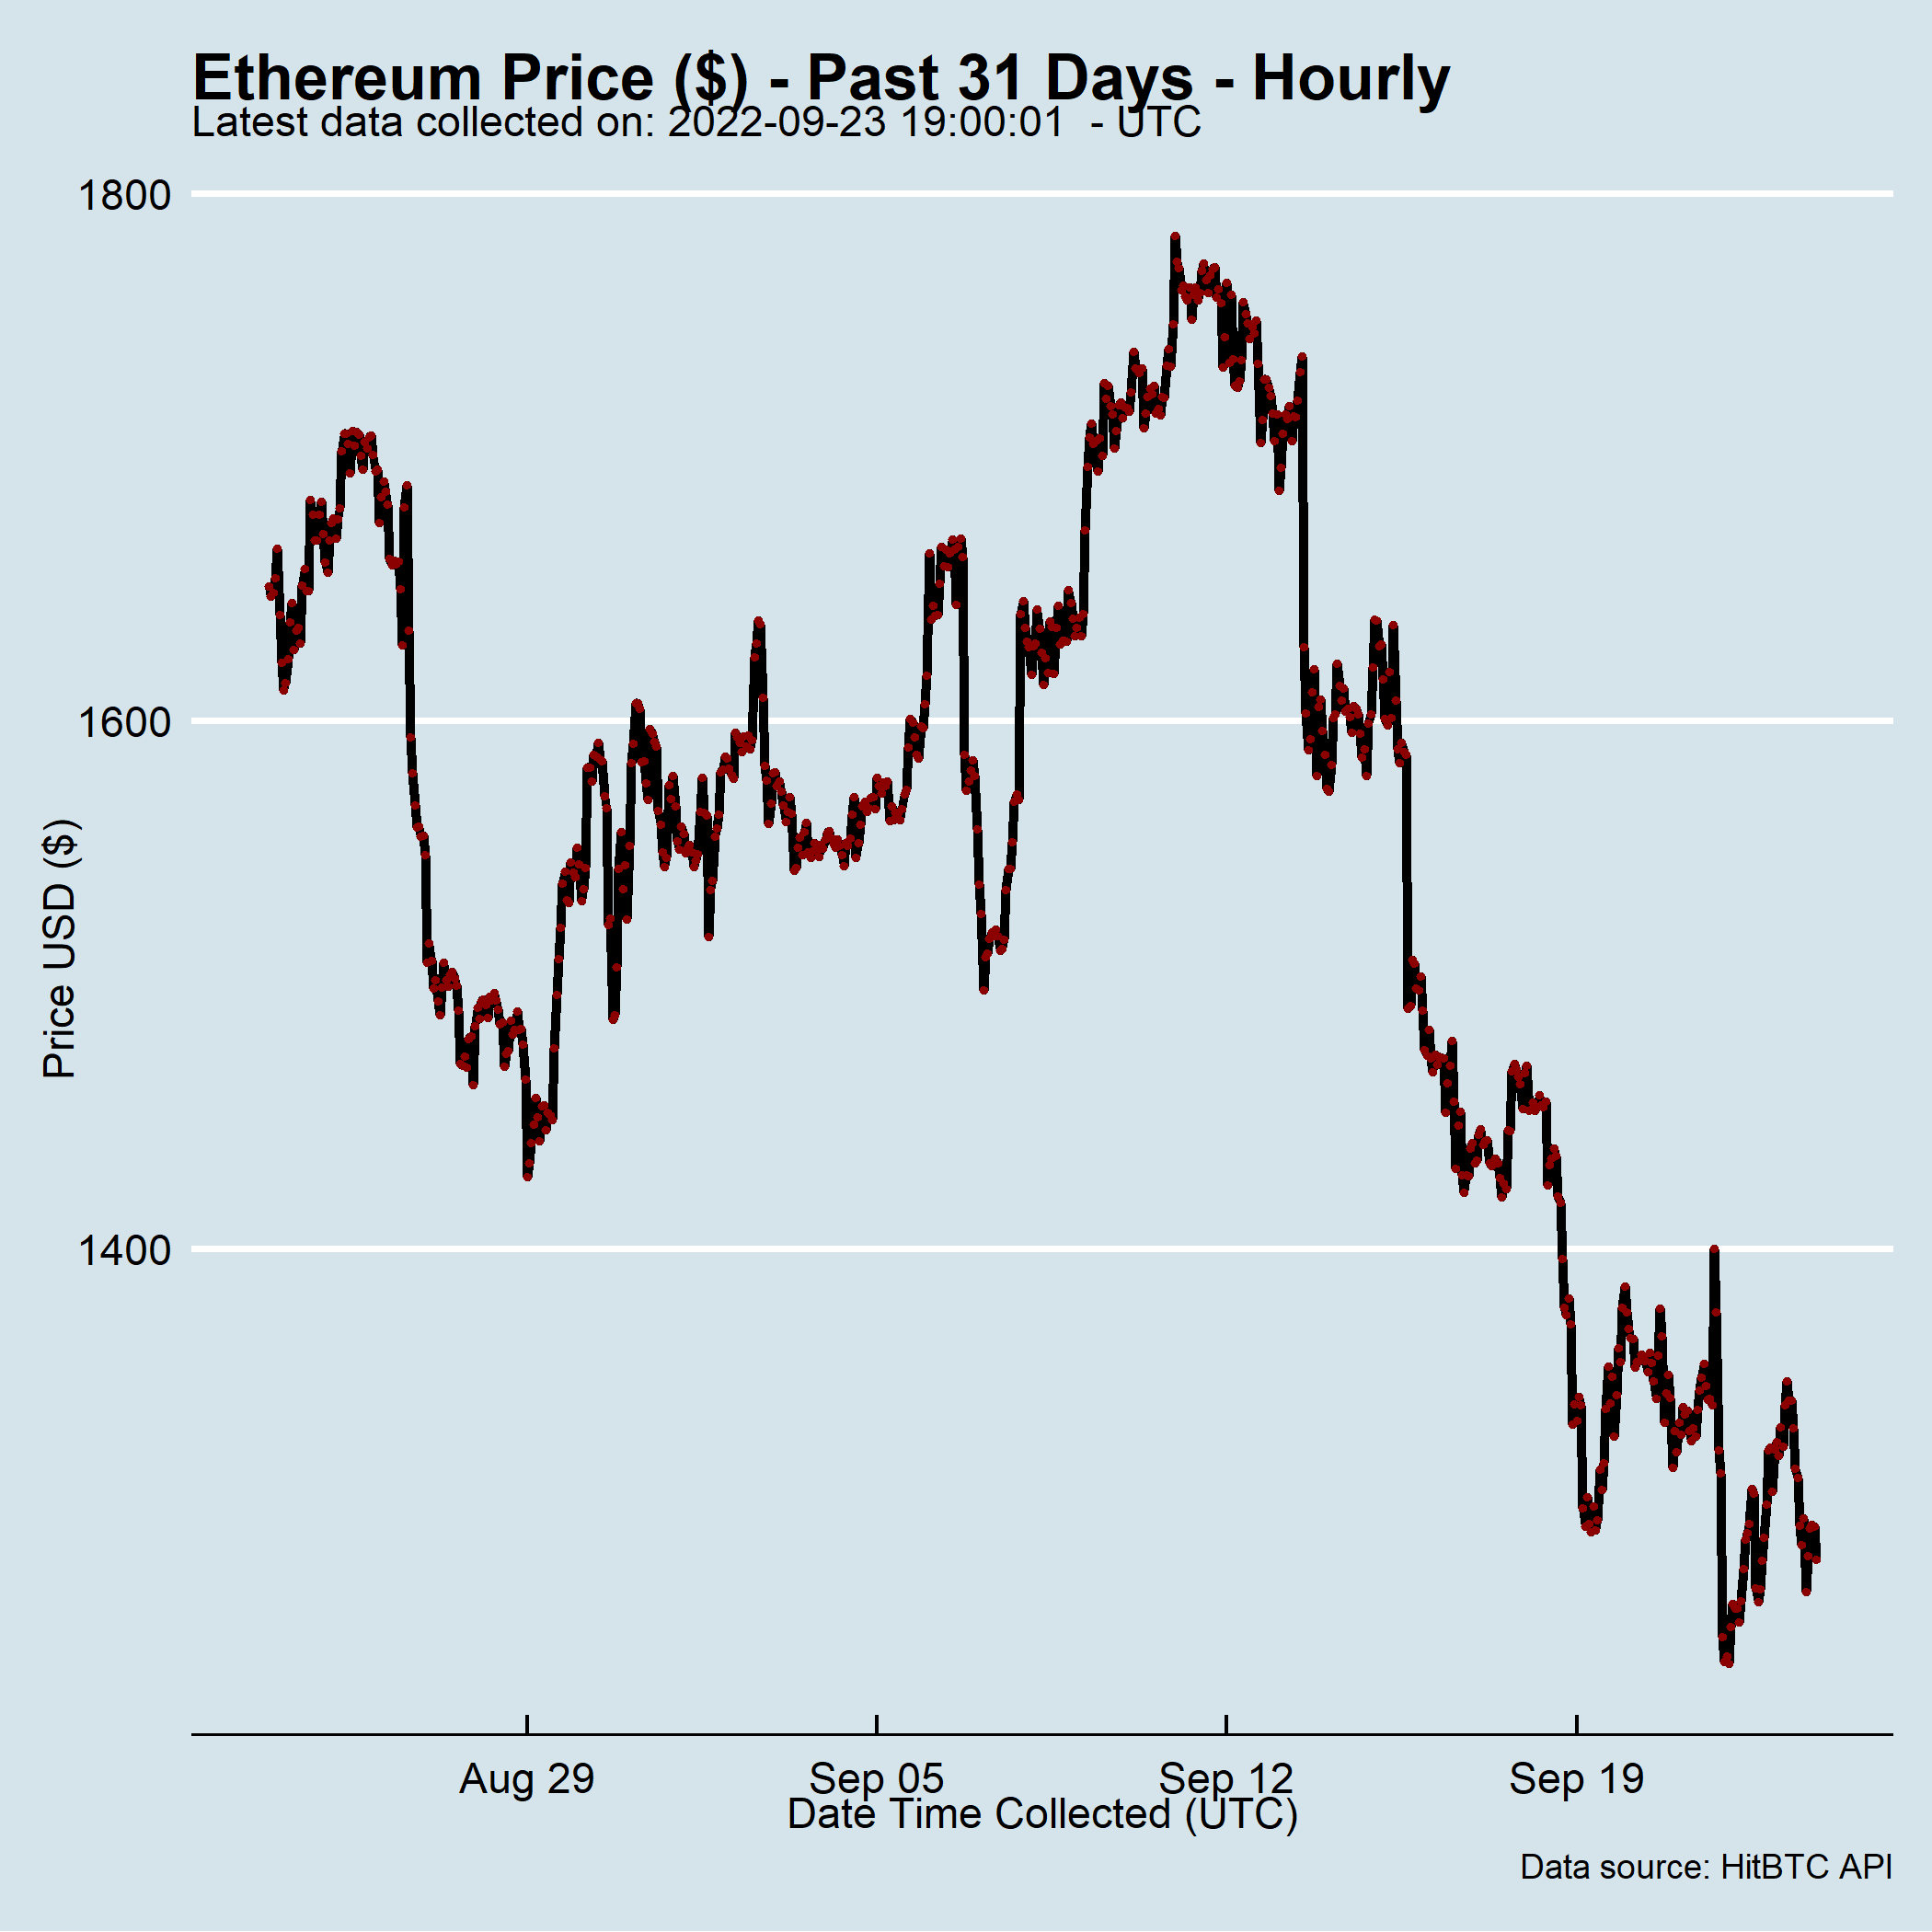 Ethereum Price ($) - Past 31 Days - Hourly
Latest data collected on: 2022-09-23 19:00:01  - UTC
1800
1600
1400
Price USD ($)
Aug 29
Sep 05
Sep 12
Sep 19
Date Time Collected (UTC)
Data source: HitBTC API